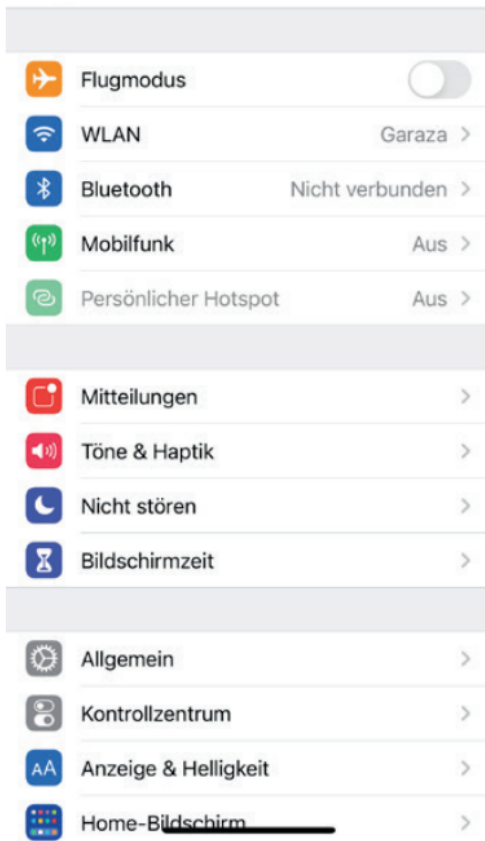 Flugmodus
WLAN Garaza
Bluetooth Nicht verbunden
Mobilfunk Aus
Persönlicher Hotspot Aus
Mitteilungen
Töne & Haptik
Nicht stören
Bildschirmzeit
Allgemein
Kontrollzentrum
AA Anzeige & Helligkeit
Home-Bildschirm